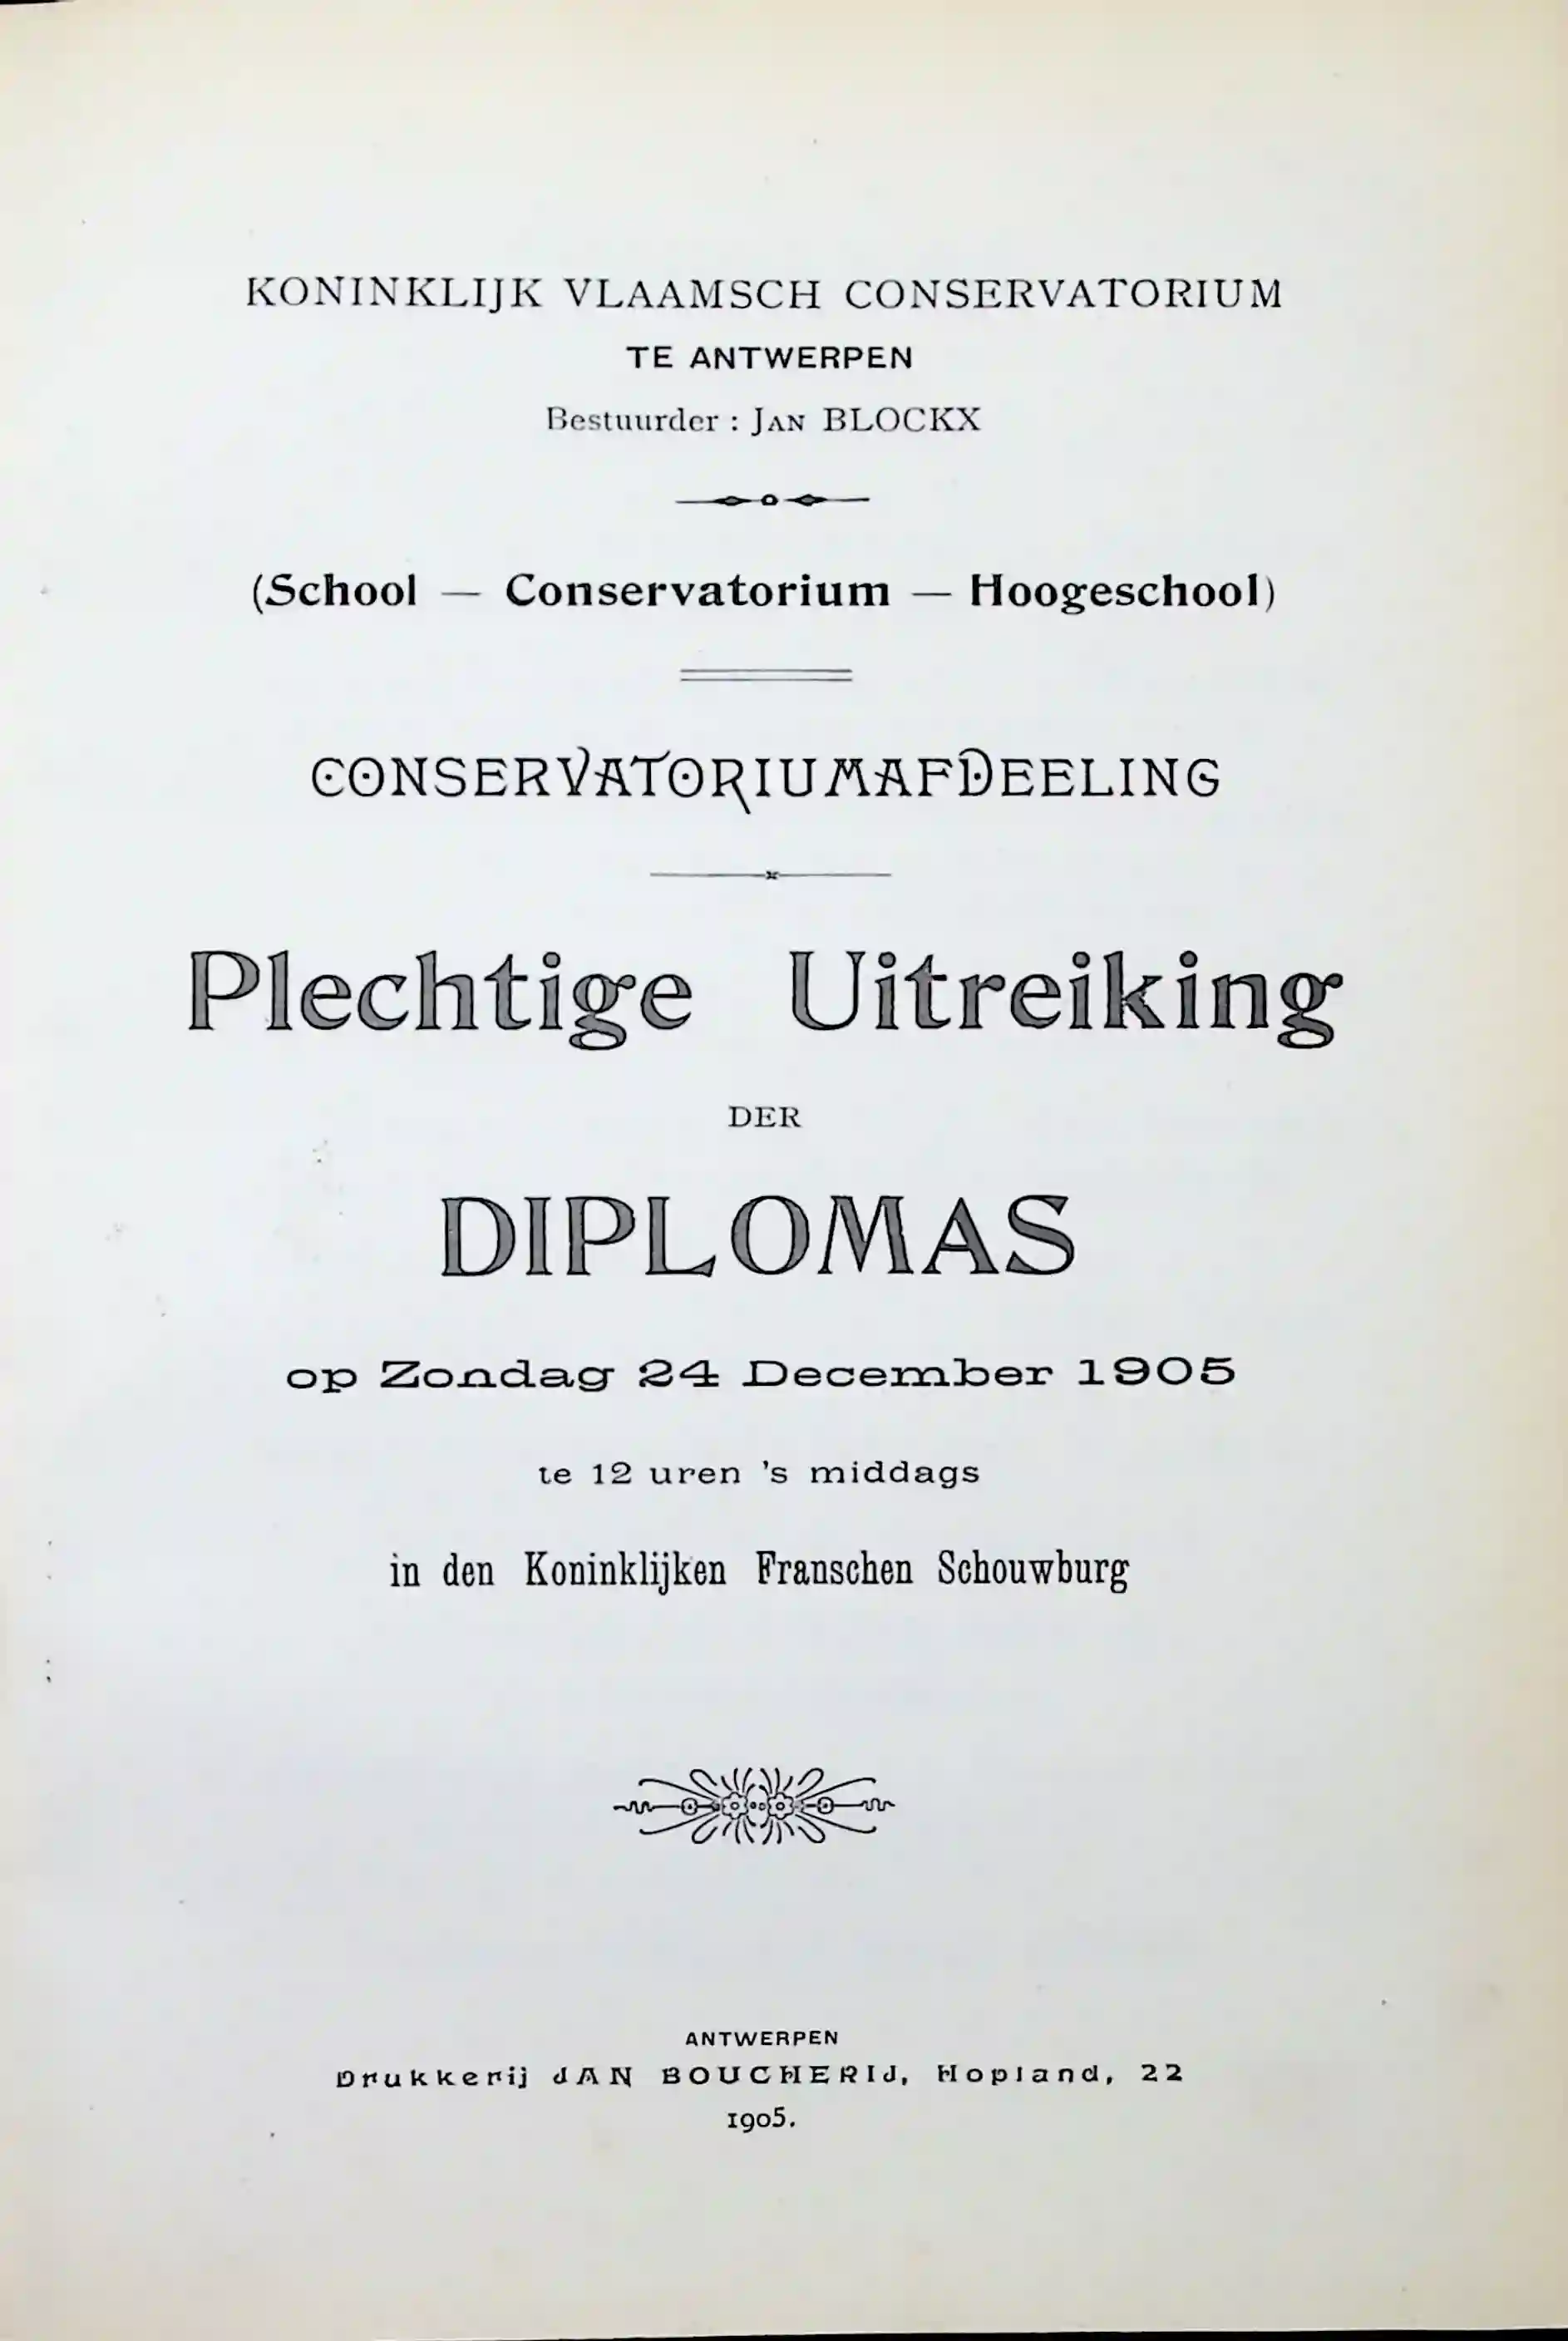 KONINKLIJK VLAAMSCH CONSERVATORIUM
TE ANTWERPEN
Bestuurder : JAN BLOCKX
(School — Conservatorium — Hoogeschool)
CONSERVATORIUMAFDEELING
Plechtige Uitreiking
DER
DIPLOMAS
op Zondag 24 December 1905
te 12 uren 's middags
in den Koninklijken Franschen Schouwburg
ANTWERPEN
Drukkerij JAN BOUCHERIJ, Hopland, 22
1905.